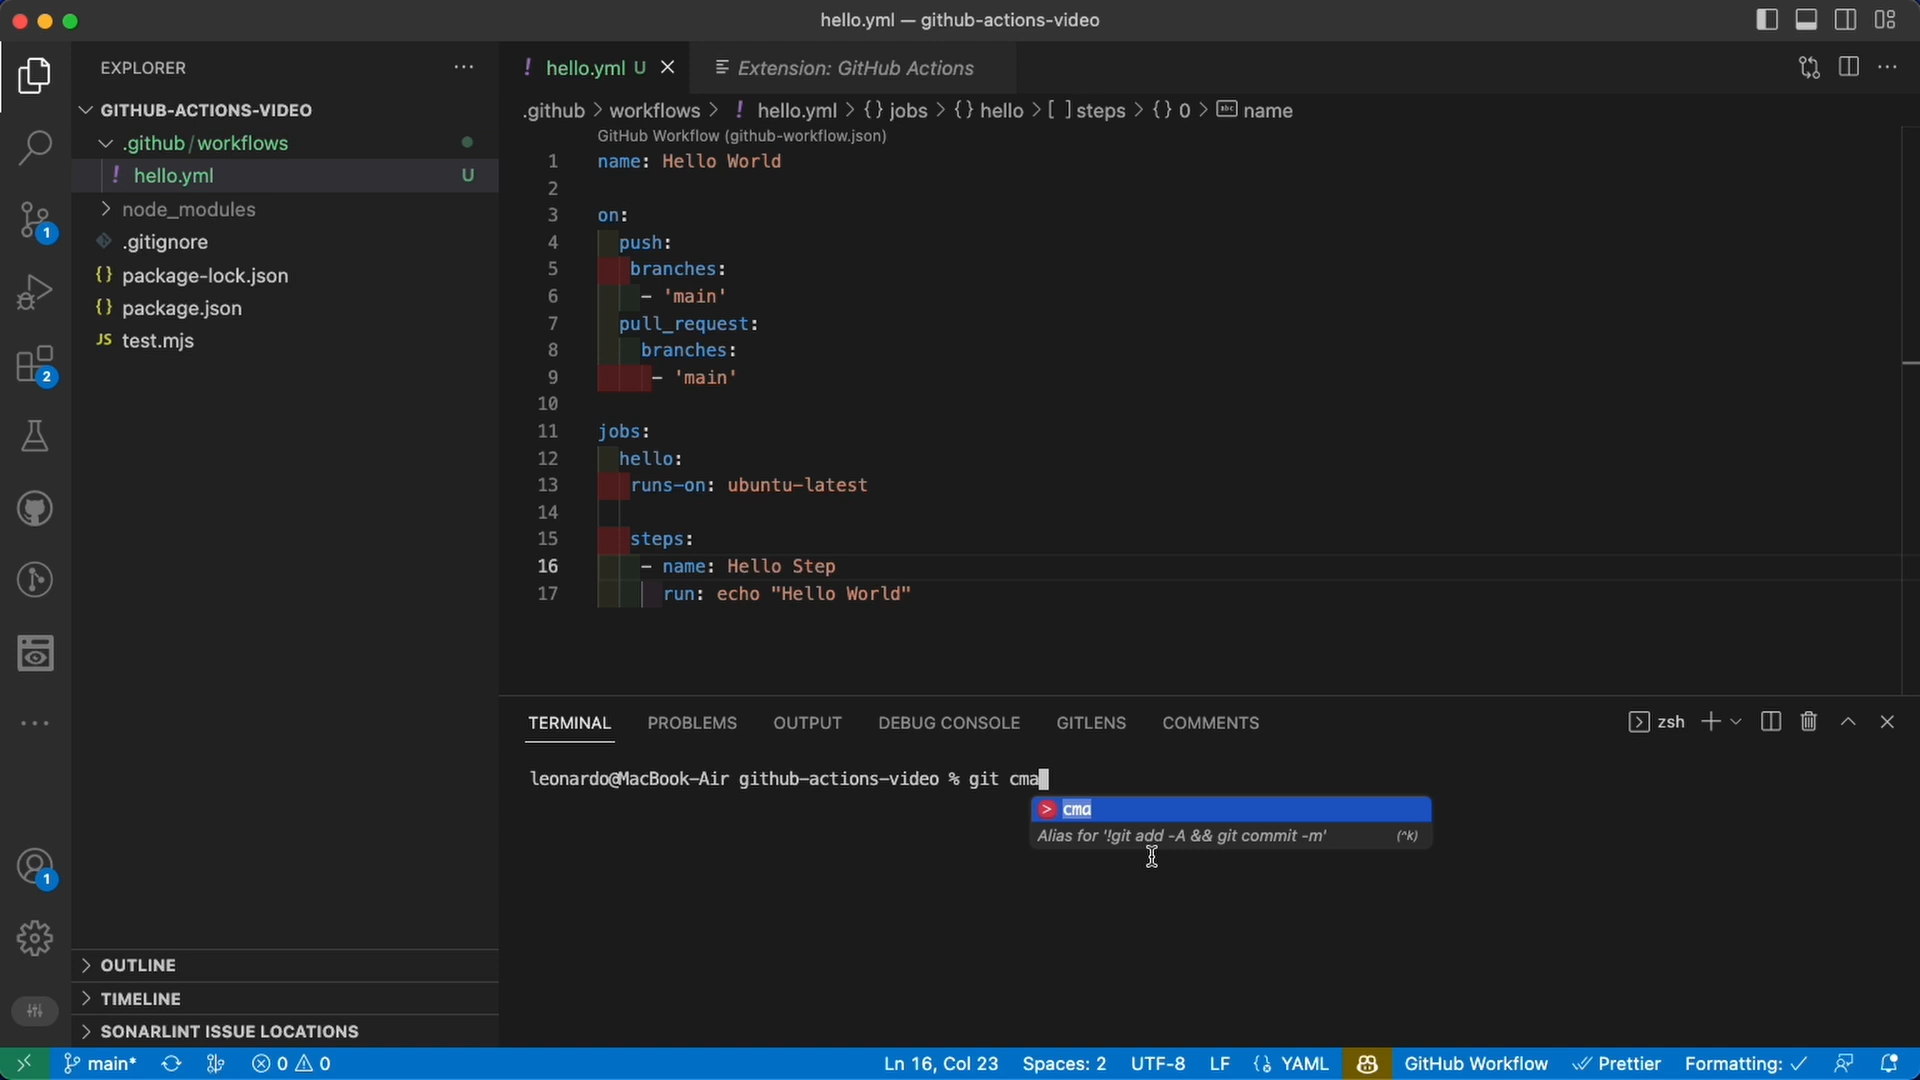 hello.yml — github-actions-video
EXPLORER
GITHUB-ACTIONS-VIDEO
.github / workflows
! hello.yml U
node_modules
.gitignore
{} package-lock.json
{} package.json
JS test.mjs
OUTLINE
TIMELINE
SONARLINT ISSUE LOCATIONS
1
2
1
! hello.yml U
Extension: GitHub Actions
.github > workflows > ! hello.yml > {} jobs > {} hello > [ ] steps > {} 0 > abc name
GitHub Workflow (github-workflow.json)
1 name: Hello World
2
3 on:
4 push:
5 branches:
6 - 'main'
7 pull_request:
8 branches:
9 - 'main'
10
11 jobs:
12 hello:
13 runs-on: ubuntu-latest
14
15 steps:
16 - name: Hello Step
17 run: echo "Hello World"
TERMINAL PROBLEMS OUTPUT DEBUG CONSOLE GITLENS COMMENTS
zsh
leonardo@MacBook-Air github-actions-video % git cma
cma
Alias for '!git add -A && git commit -m' (^k)
main* 0 0
Ln 16, Col 23 Spaces: 2 UTF-8 LF {} YAML GitHub Workflow Prettier Formatting: ✓